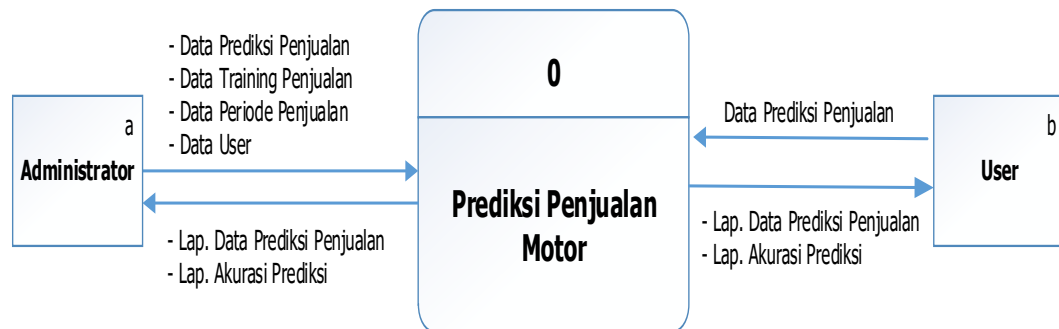 - Data Prediksi Penjualan
- Data Training Penjualan
- Data Periode Penjualan
- Data User
a
Administrator
- Lap. Data Prediksi Penjualan
- Lap. Akurasi Prediksi
0
Prediksi Penjualan
Motor
Data Prediksi Penjualan
b
User
- Lap. Data Prediksi Penjualan
- Lap. Akurasi Prediksi